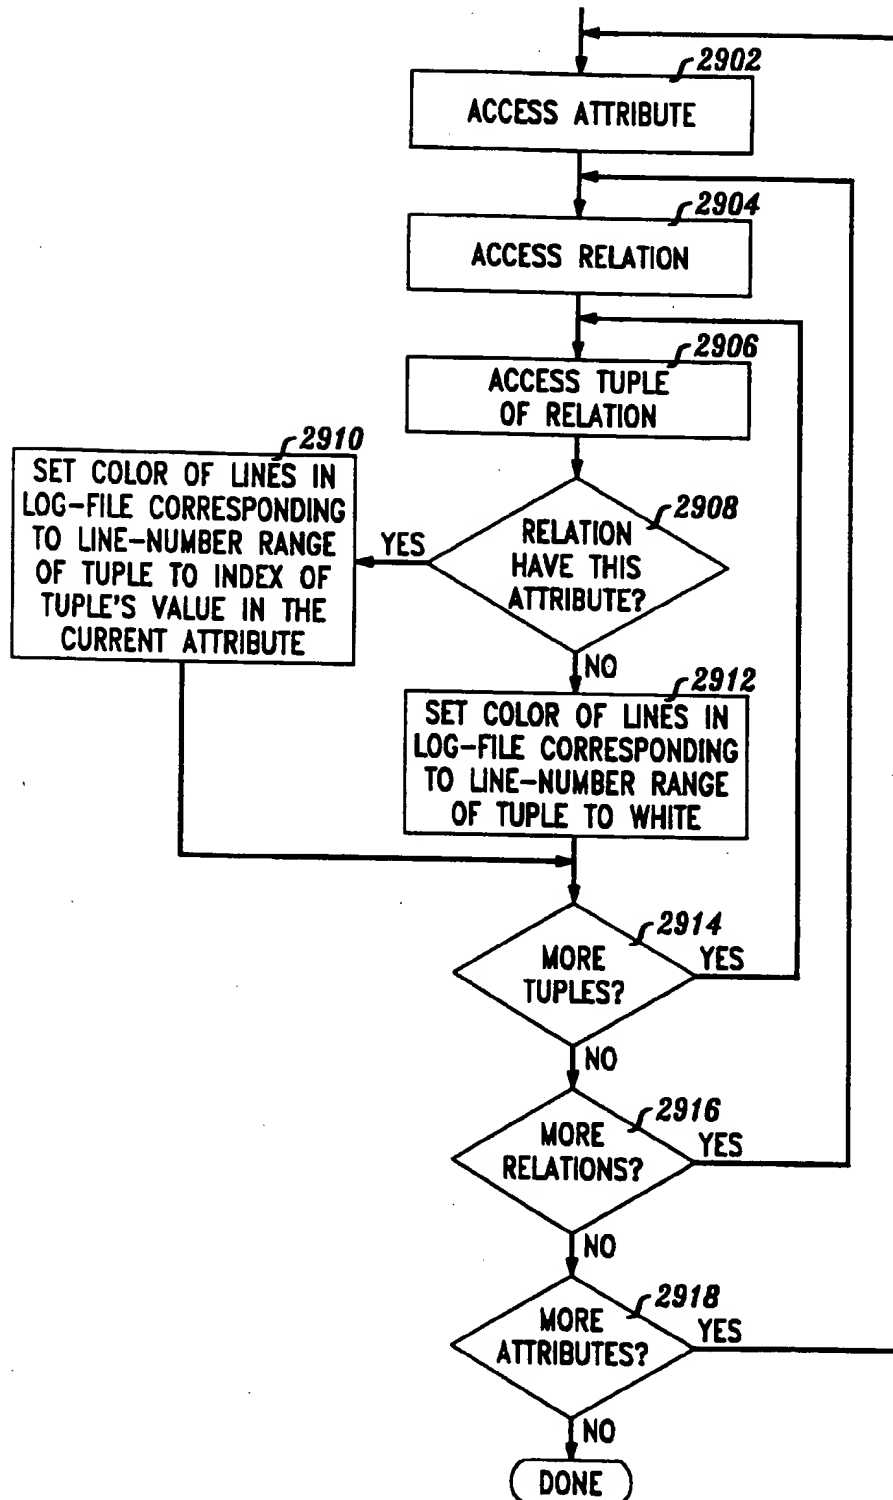 2902
ACCESS ATTRIBUTE
2904
ACCESS RELATION
2906
ACCESS TUPLE
OF RELATION
2910
SET COLOR OF LINES IN
LOG-FILE CORRESPONDING
TO LINE-NUMBER RANGE
OF TUPLE TO INDEX OF
TUPLE'S VALUE IN THE
CURRENT ATTRIBUTE
YES
2908
RELATION
HAVE THIS
ATTRIBUTE?
NO
2912
SET COLOR OF LINES IN
LOG-FILE CORRESPONDING
TO LINE-NUMBER RANGE
OF TUPLE TO WHITE
2914
MORE
TUPLES?
YES
NO
2916
MORE
RELATIONS?
YES
NO
2918
MORE
ATTRIBUTES?
YES
NO
DONE